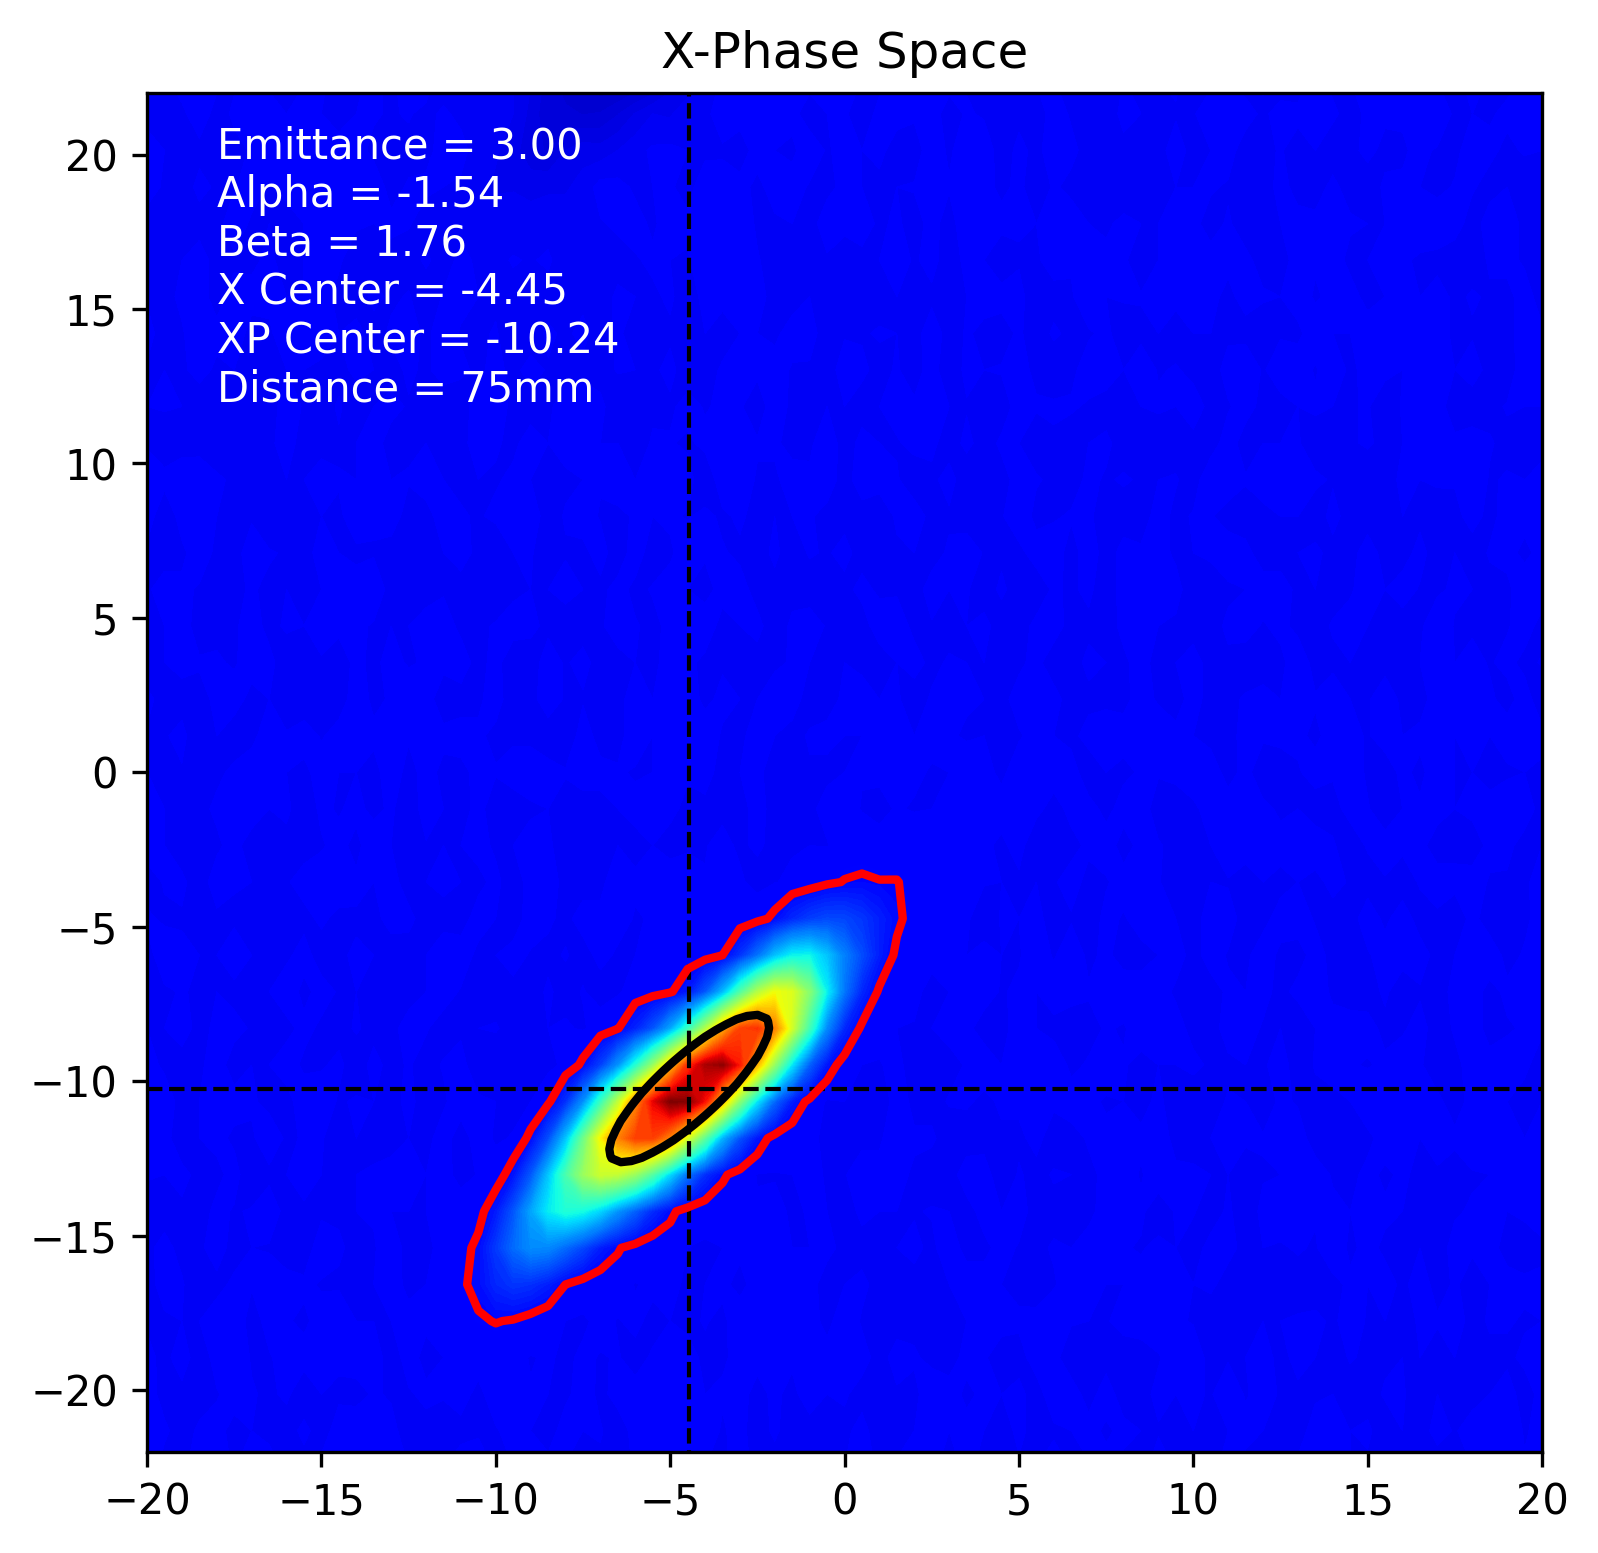 X-Phase Space
Emittance = 3.00
Alpha = -1.54
Beta = 1.76
X Center = -4.45
XP Center = -10.24
Distance = 75mm
20
15
10
5
0
−5
−10
−15
−20
−20 −15 −10 −5 0 5 10 15 20